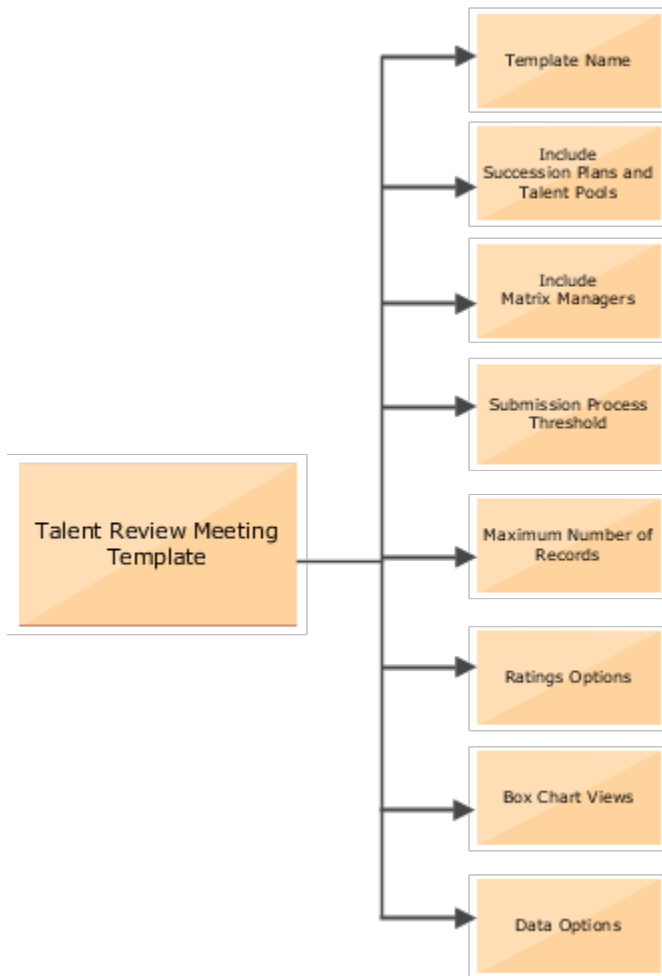 Template Name
Include
Succession Plans and
Talent Pools
Include
Matrix Managers
Submission Process
Threshold
Talent Review Meeting
Template
Maximum Number of
Records
Ratings Options
Box Chart Views
Data Options